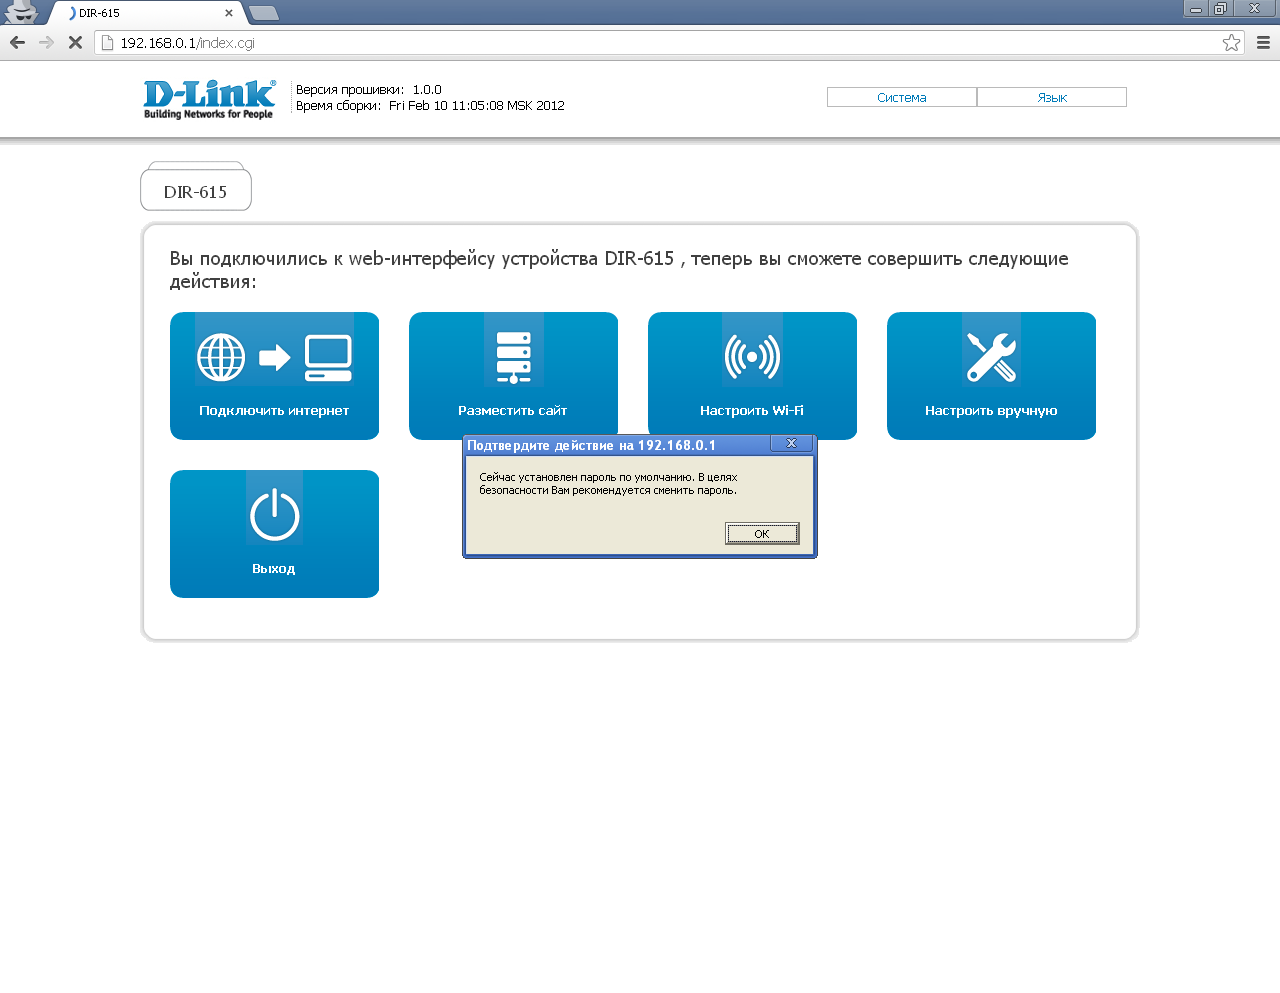 DIR-615
192.168.0.1/index.cgi
D-Link
Building Networks for People
Версия прошивки: 1.0.0
Время сборки: Fri Feb 10 11:05:08 MSK 2012
Система
Язык
DIR-615
Вы подключились к web-интерфейсу устройства DIR-615 , теперь вы сможете совершить следующие
действия:
Подключить интернет
Разместить сайт
Настроить Wi-Fi
Настроить вручную
Подтвердите действие на 192.168.0.1
Сейчас установлен пароль по умолчанию. В целях
безопасности Вам рекомендуется сменить пароль.
OK
Выход